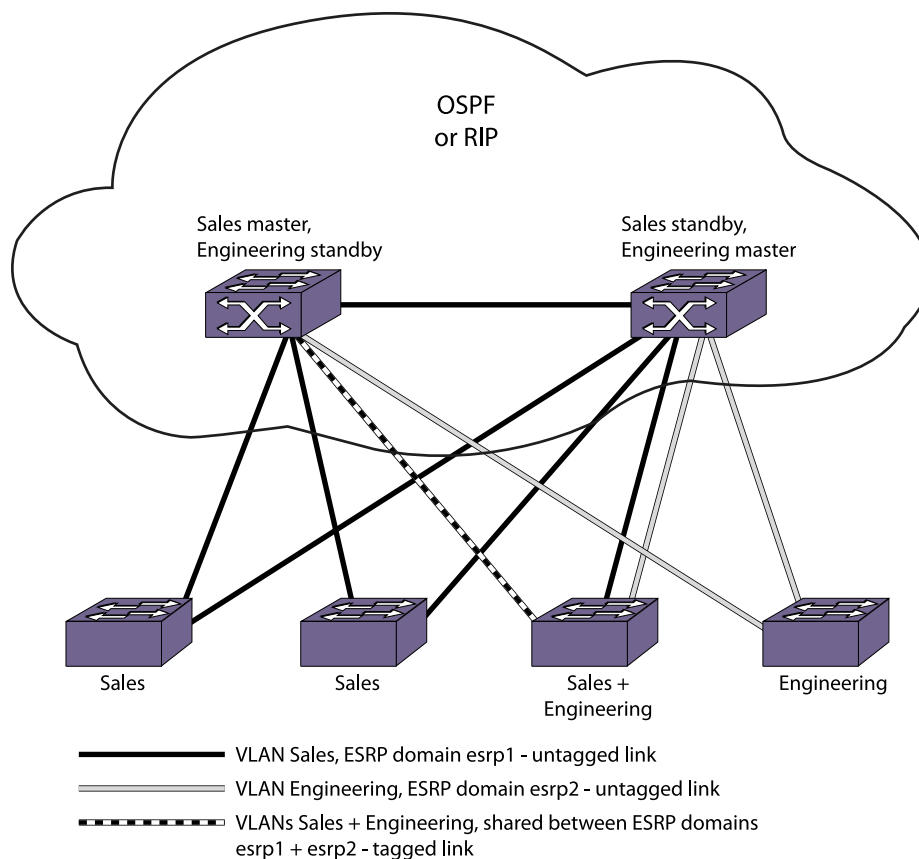 OSPF
or RIP
Sales master,
Engineering standby
Sales standby,
Engineering master
Sales
Sales
Sales +
Engineering
Engineering
VLAN Sales, ESRP domain esrp1 - untagged link
VLAN Engineering, ESRP domain esrp2 - untagged link
VLANs Sales + Engineering, shared between ESRP domains
esrp1 + esrp2 - tagged link